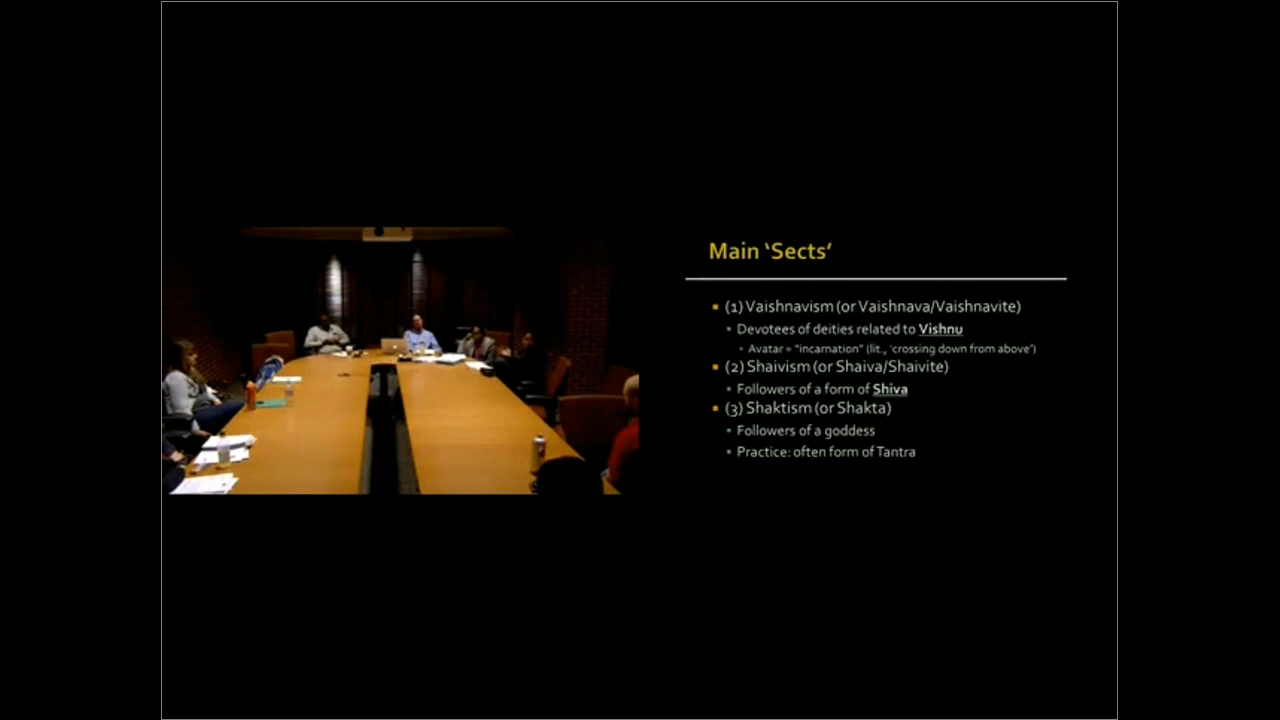 Main ‘Sects’
(1) Vaishnavism (or Vaishnava/Vaishnavite)
Devotees of deities related to Vishnu
Avatar = "incarnation" (lit., ‘crossing down from above’)
(2) Shaivism (or Shaiva/Shaivite)
Followers of a form of Shiva
(3) Shaktism (or Shakta)
Followers of a goddess
Practice: often form of Tantra